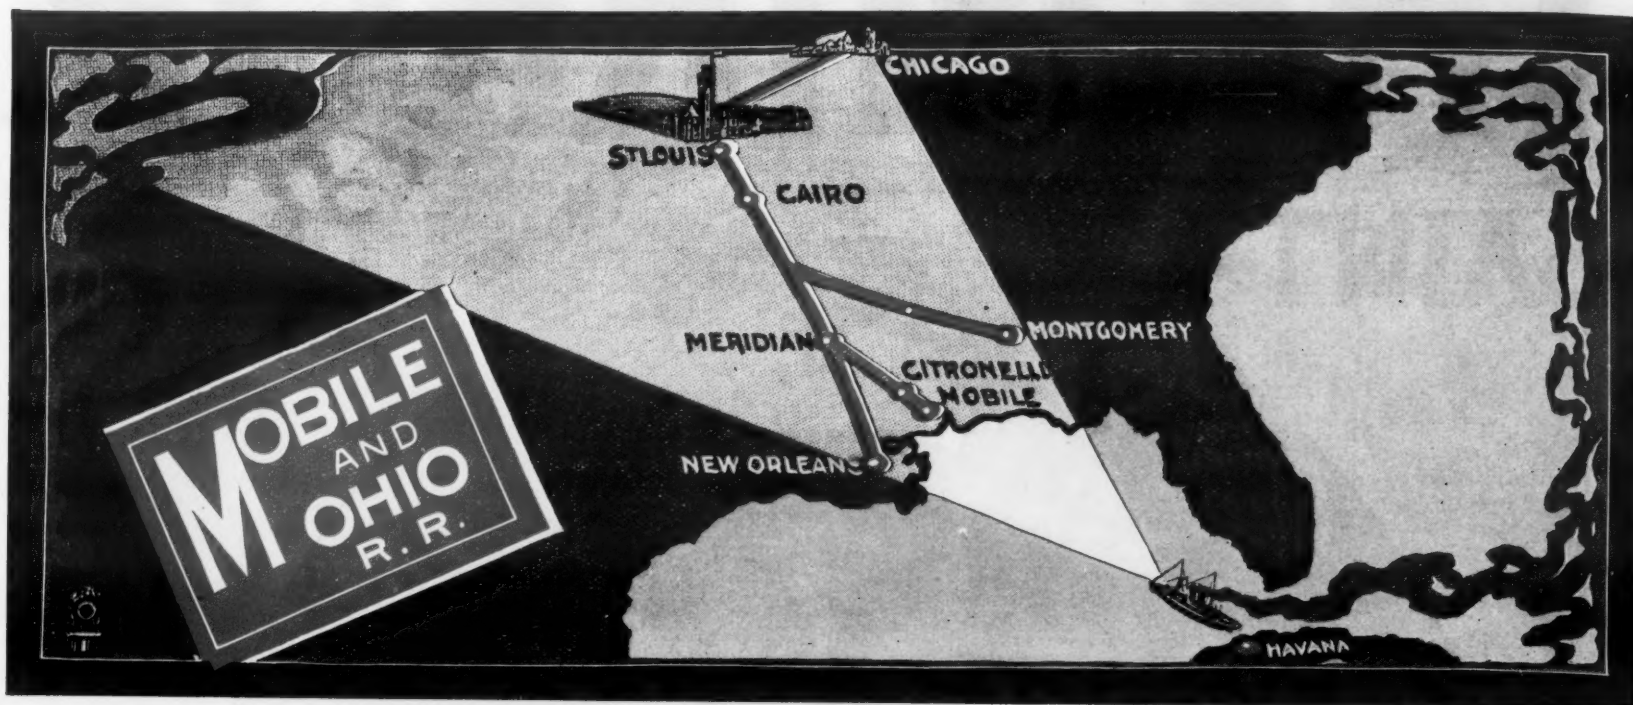 CHICAGO
ST LOUIS
CAIRO
MONTGOMERY
MERIDIAN
CITRONELLE
MOBILE
NEW ORLEANS
HAVANA
MOBILE
AND
OHIO
R. R.